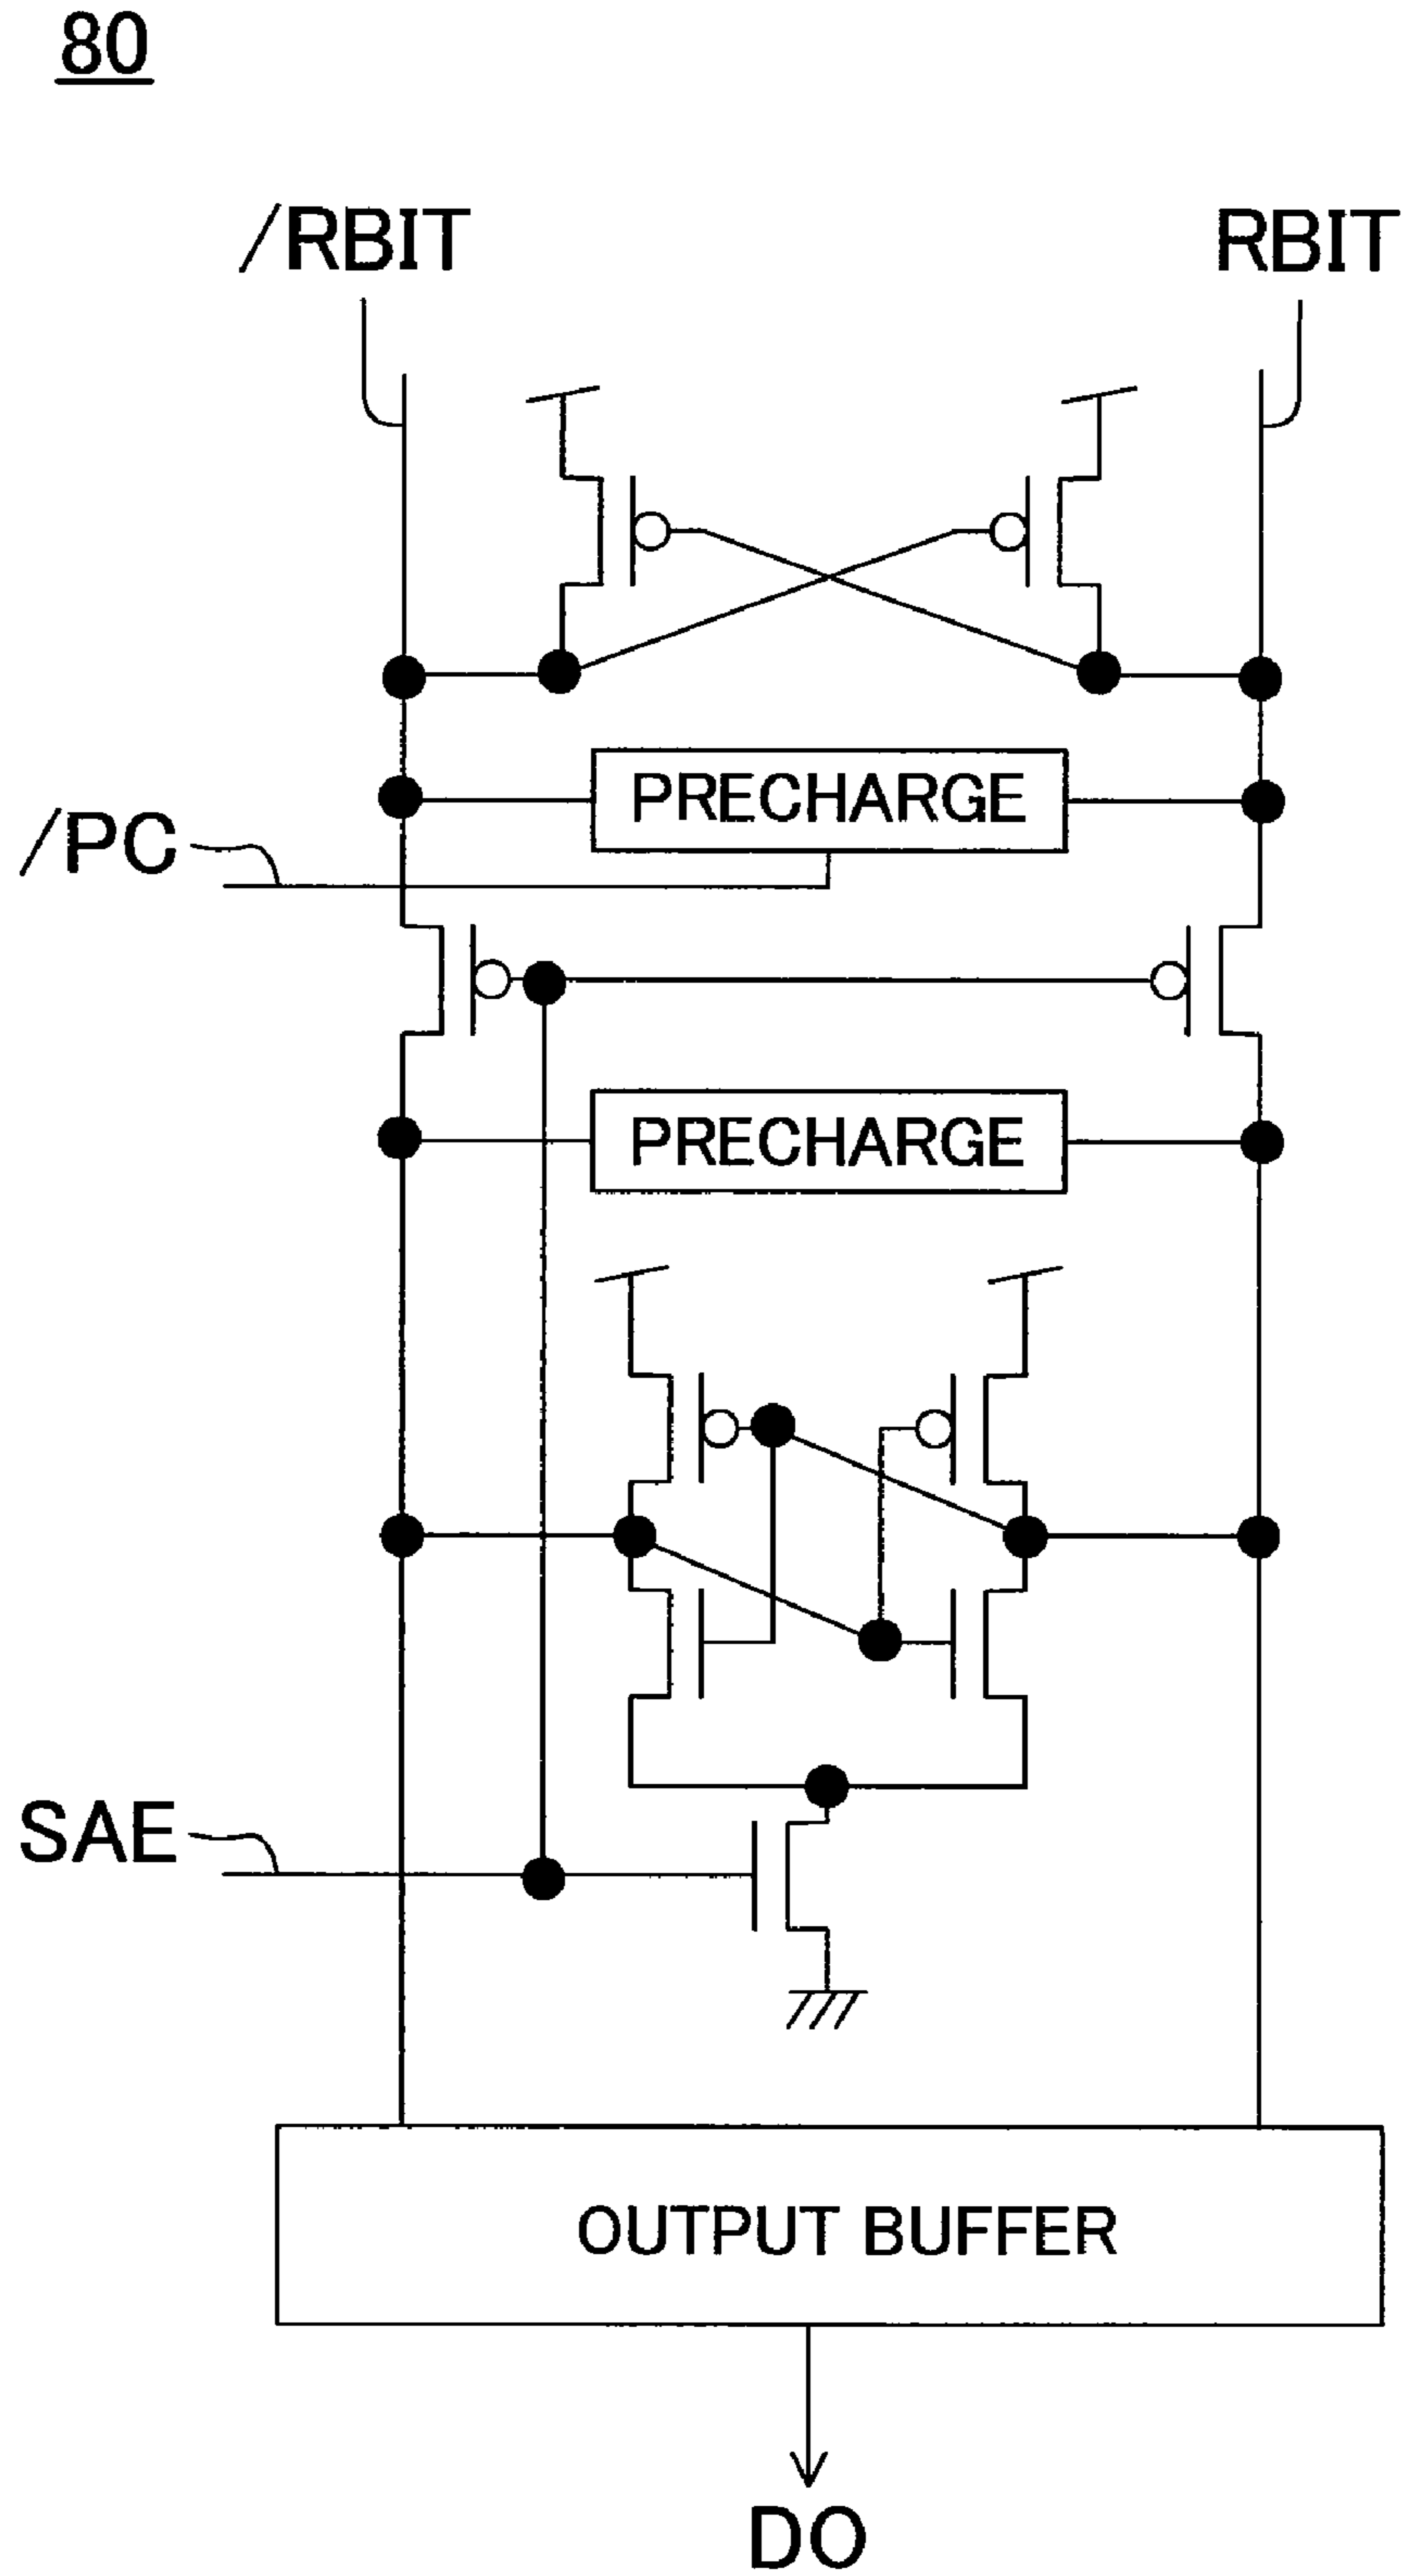 80
/RBIT
RBIT
PRECHARGE
/PC
PRECHARGE
SAE
OUTPUT BUFFER
DO